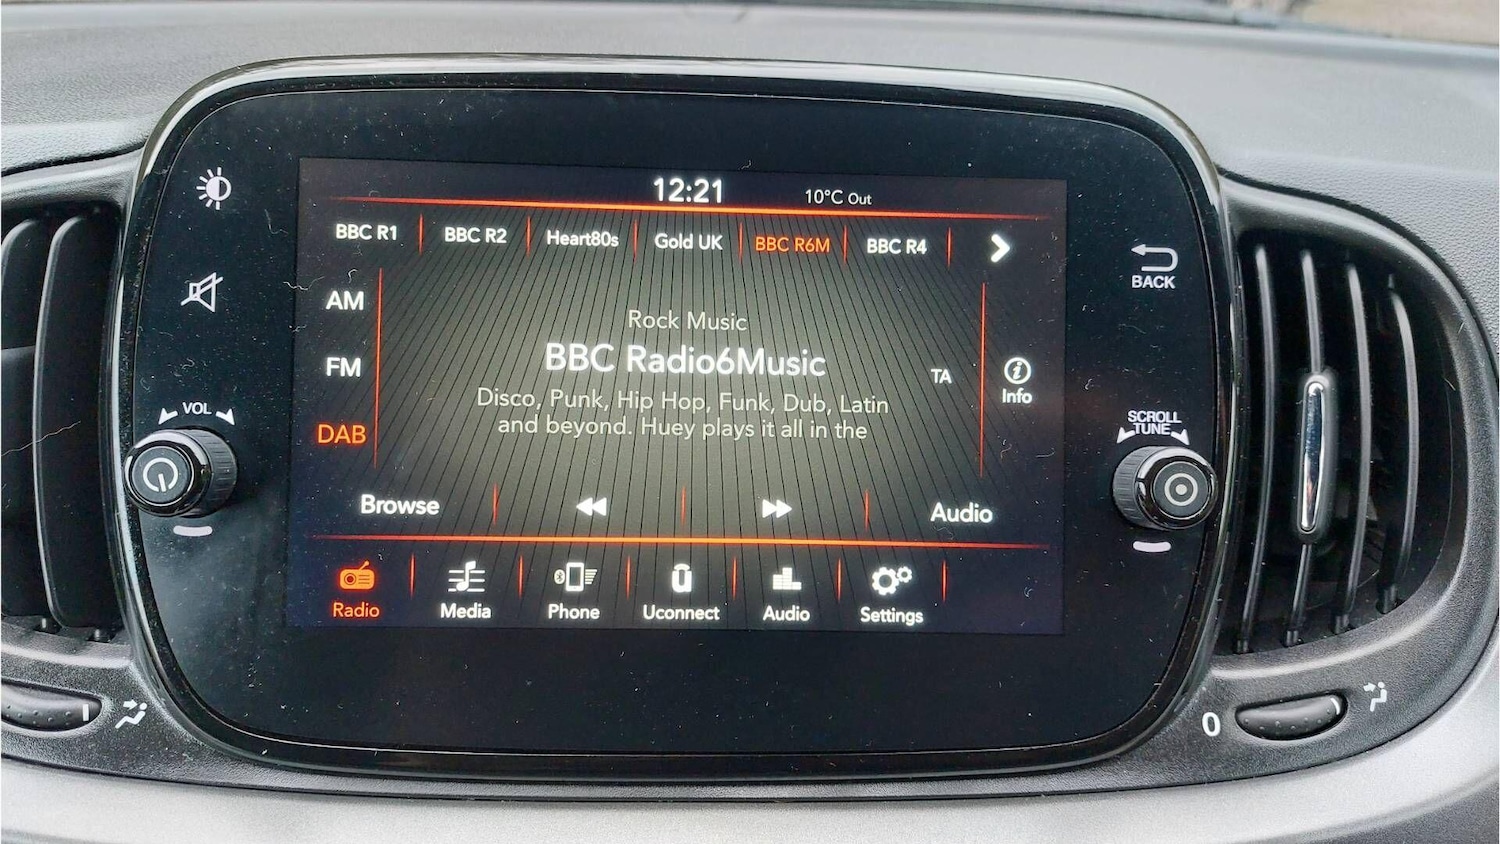 12:21 10°C Out
BBC R1 BBC R2 Heart80s Gold UK BBC R6M BBC R4
BACK
AM
Rock Music
BBC Radio6Music
FM
TA
Info
Disco, Punk, Hip Hop, Funk, Dub, Latin
and beyond. Huey plays it all in the
VOL
DAB
SCROLL
TUNE
Browse Audio
Radio Media Phone Uconnect Audio Settings
0